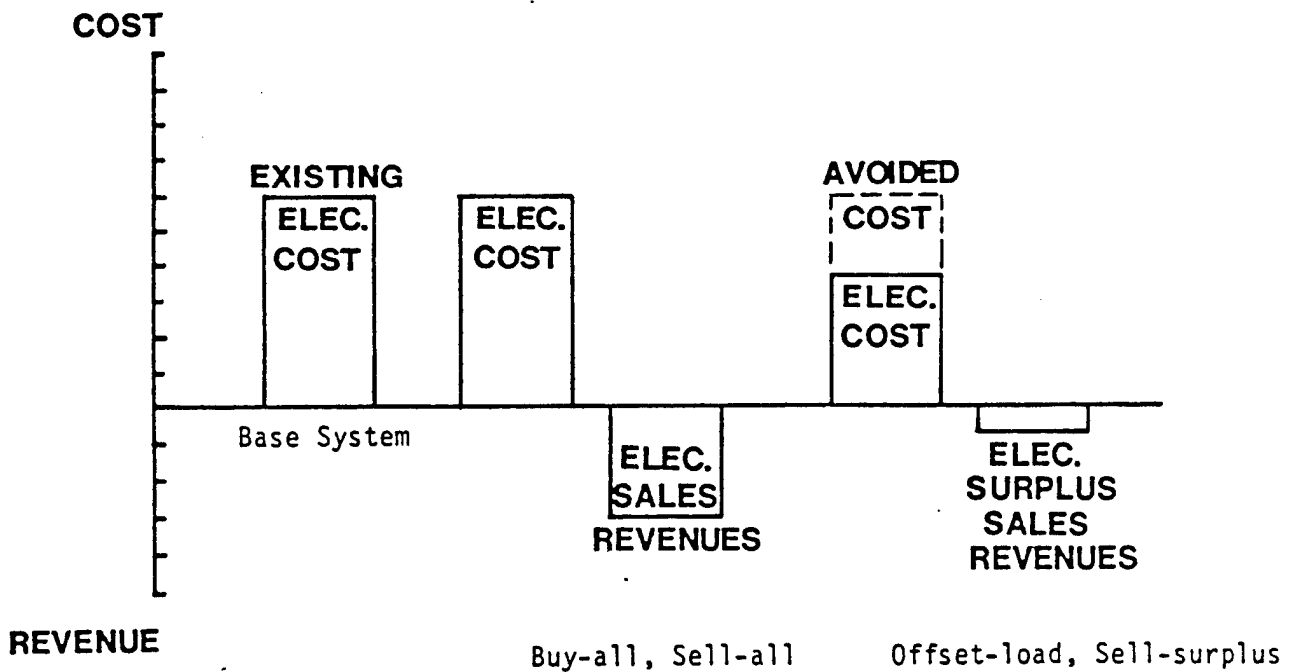 COST
EXISTING
ELEC.
COST
ELEC.
COST
AVOIDED
COST
ELEC.
COST
Base System
ELEC.
SALES
REVENUES
ELEC.
SURPLUS
SALES
REVENUES
REVENUE
Buy-all, Sell-all
Offset-load, Sell-surplus